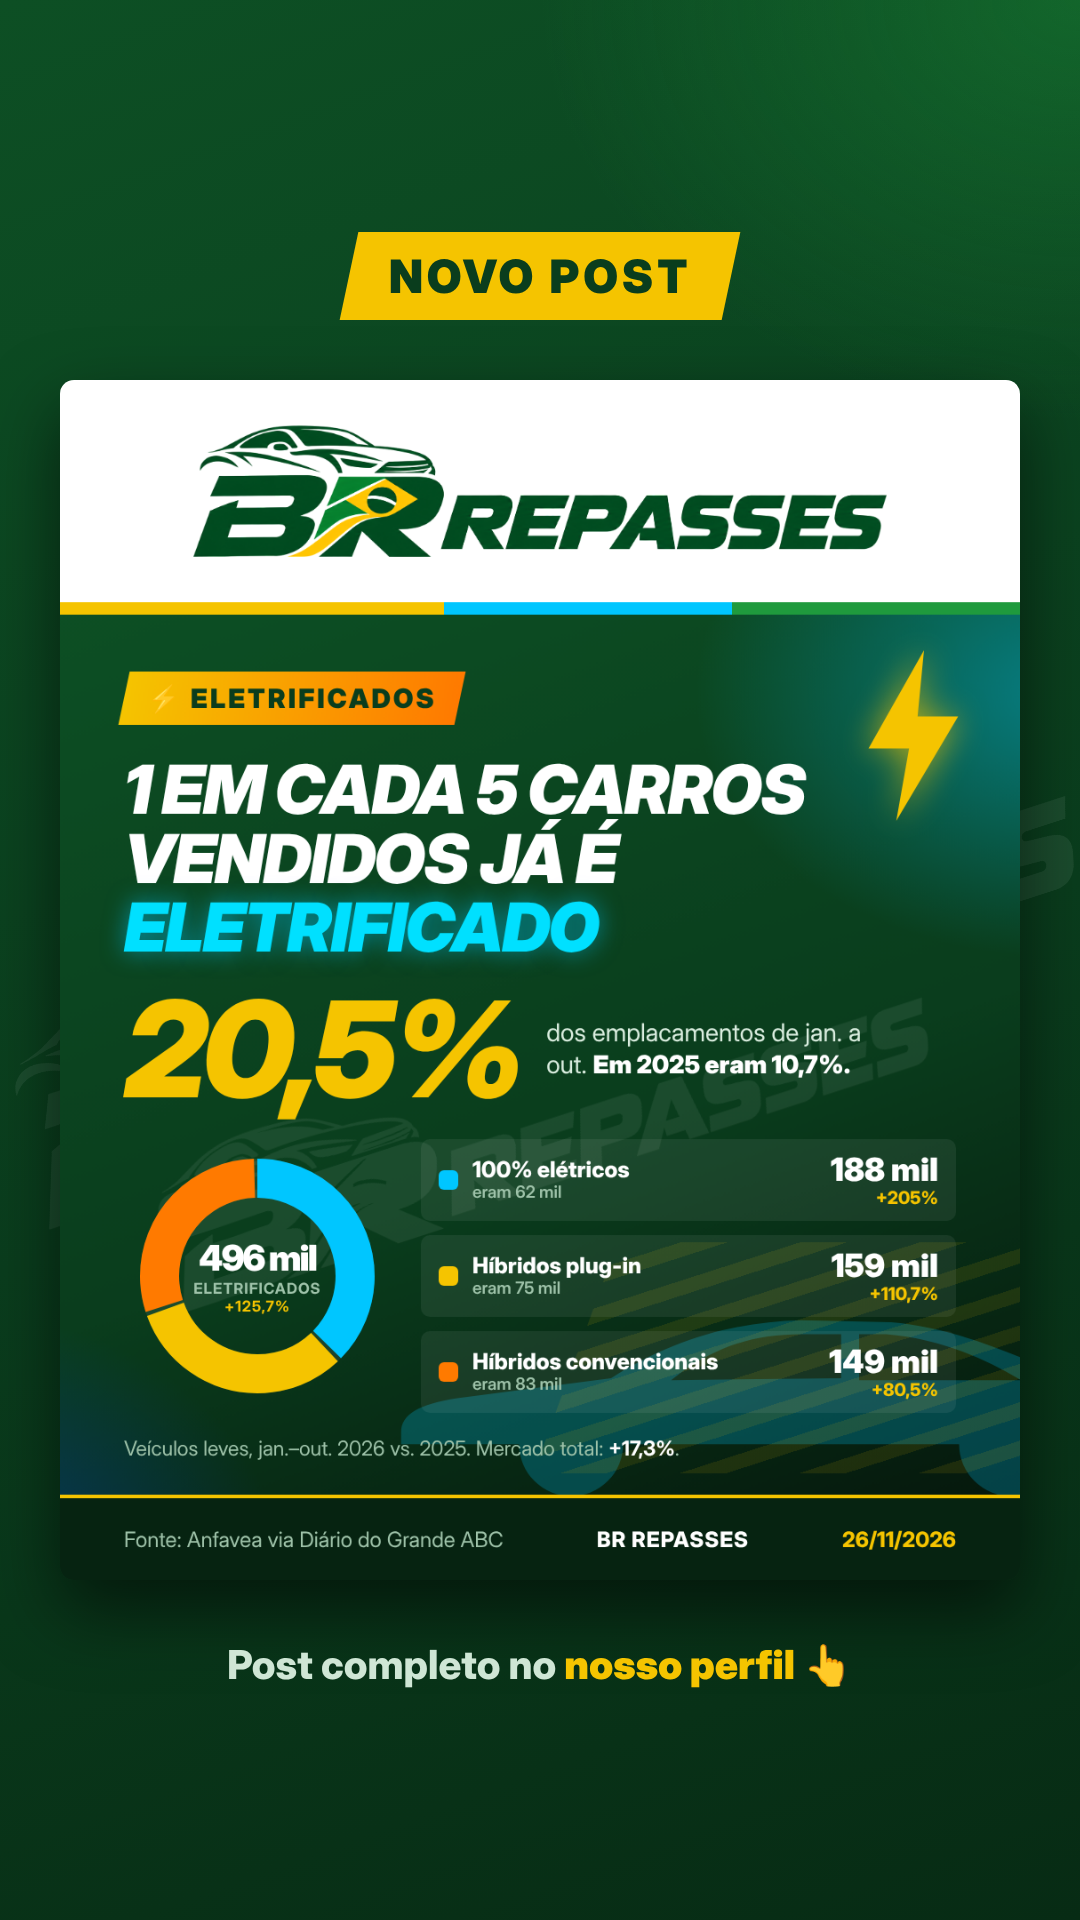 NOVO POST
BR REPASSES
⚡ ELETRIFICADOS
1 EM CADA 5 CARROS
VENDIDOS JÁ É
ELETRIFICADO
20,5%
dos emplacamentos de jan. a
out. Em 2025 eram 10,7%.
496 mil
ELETRIFICADOS
+125,7%
100% elétricos
eram 62 mil
188 mil
+205%
Híbridos plug-in
eram 75 mil
159 mil
+110,7%
Híbridos convencionais
eram 83 mil
149 mil
+80,5%
Veículos leves, jan.–out. 2026 vs. 2025. Mercado total: +17,3%.
Fonte: Anfavea via Diário do Grande ABC
BR REPASSES
26/11/2026
Post completo no nosso perfil 👆
BR REPASSES